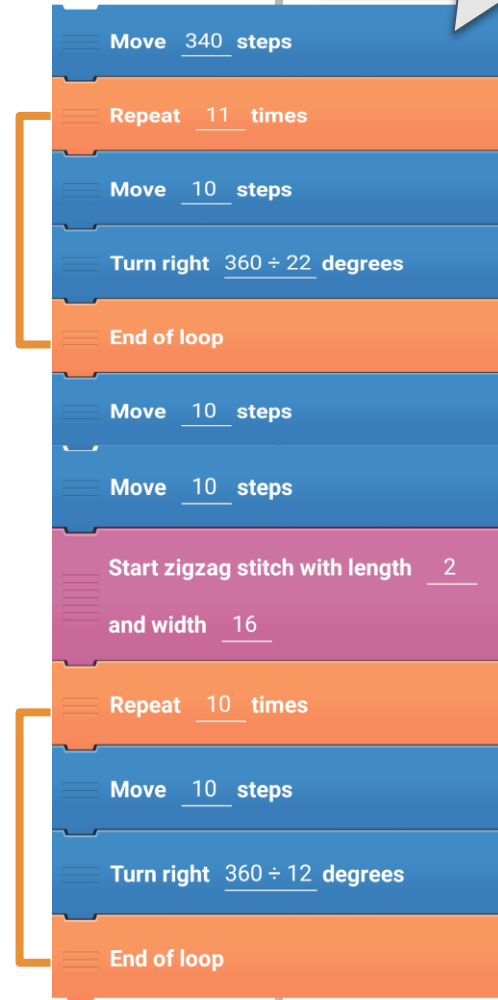 Move 340 steps
Repeat 11 times
Move 10 steps
Turn right 360 ÷ 22 degrees
End of loop
Move 10 steps
Move 10 steps
Start zigzag stitch with length 2
and width 16
Repeat 10 times
Move 10 steps
Turn right 360 ÷ 12 degrees
End of loop